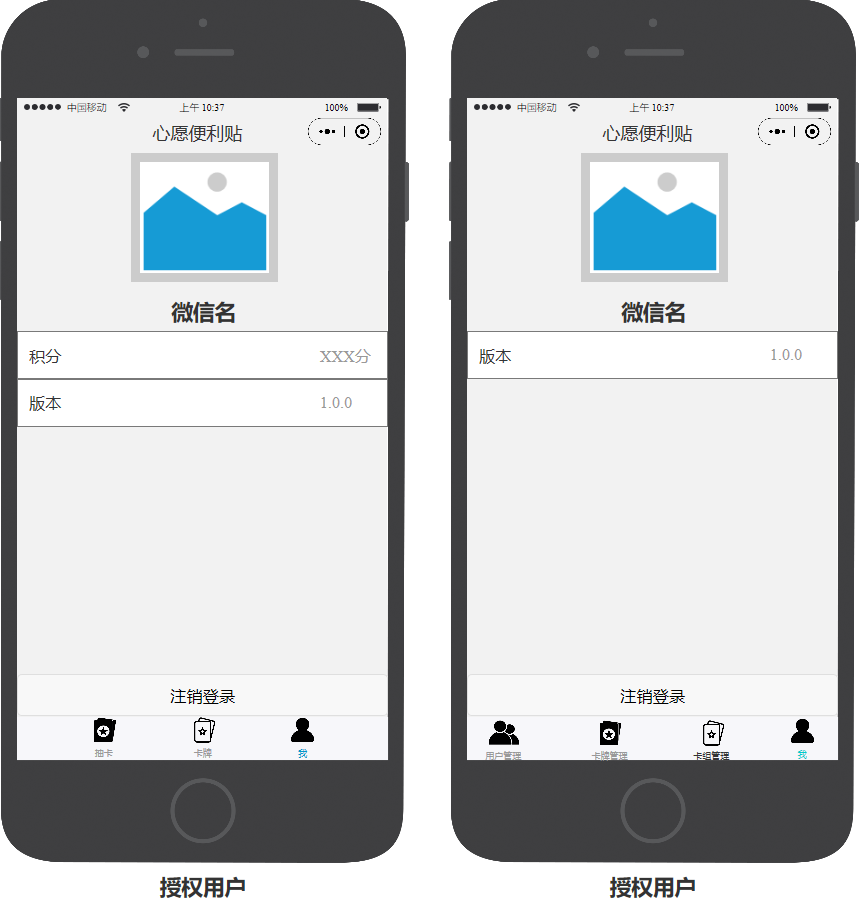 中国移动 上午 10:37 100%
心愿便利贴
微信名
积分 XXX分
版本 1.0.0
注销登录
抽卡 卡牌 我
授权用户
中国移动 上午 10:37 100%
心愿便利贴
微信名
版本 1.0.0
注销登录
用户管理 卡牌管理 卡组管理 我
授权用户